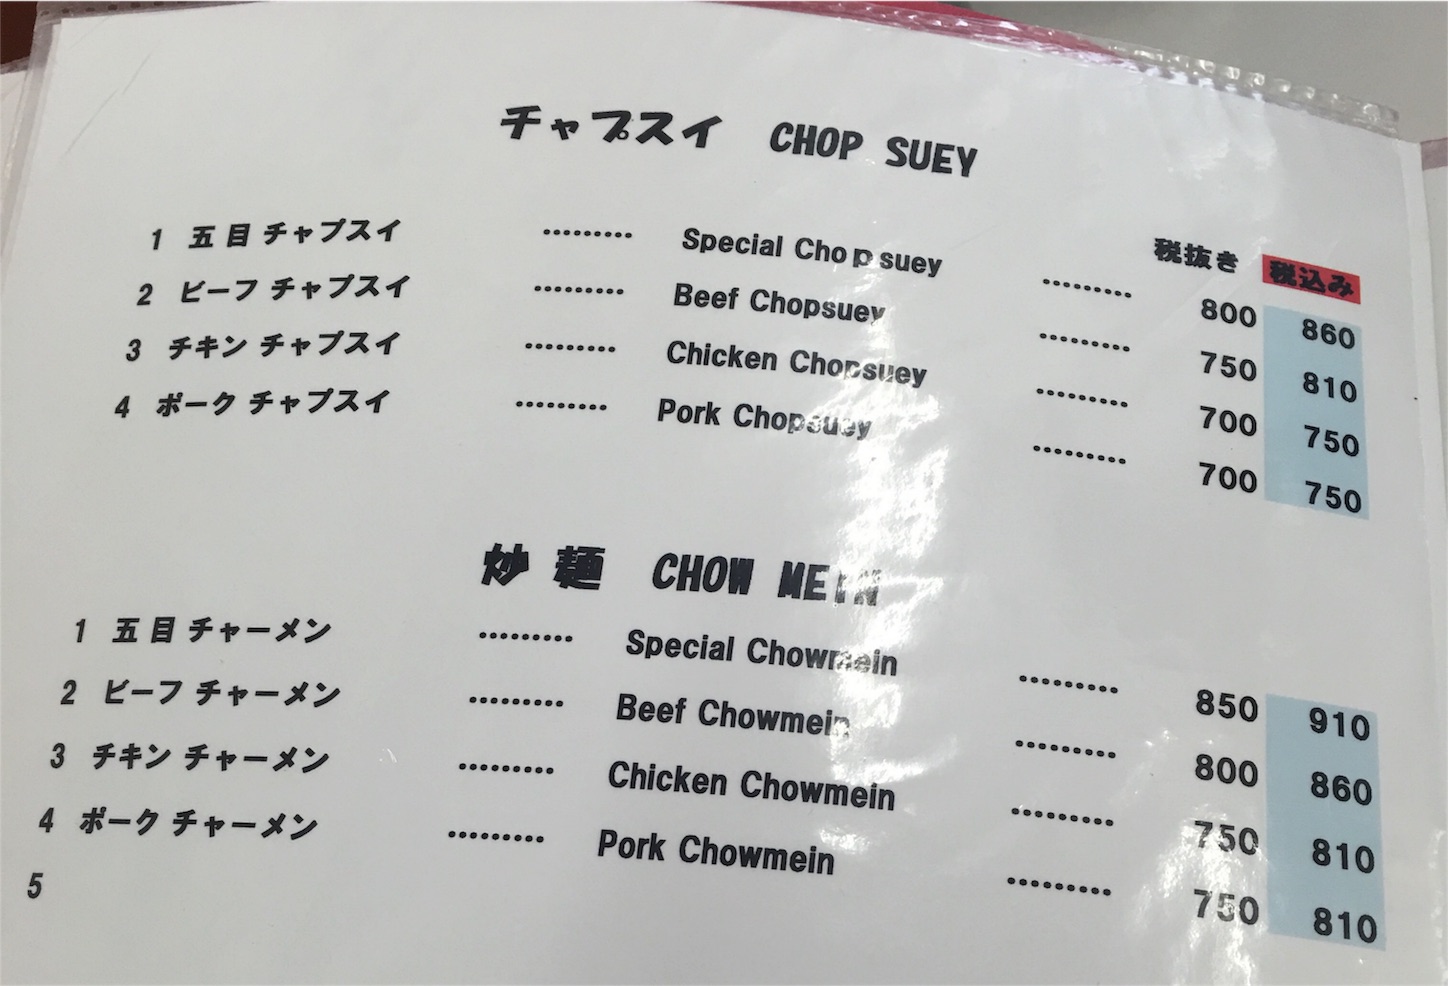 チャプスイ CHOP SUEY
税抜き 税込み
1 五目 チャプスイ ......... Special Chopsuey ......... 800 860
2 ビーフ チャプスイ ......... Beef Chopsuey ......... 750 810
3 チキン チャプスイ ......... Chicken Chopsuey ......... 700 750
4 ポーク チャプスイ ......... Pork Chopsuey ......... 700 750
炒麺 CHOW MEIN
1 五目 チャーメン ......... Special Chowmein ......... 850 910
2 ビーフ チャーメン ......... Beef Chowmein ......... 800 860
3 チキン チャーメン ......... Chicken Chowmein ......... 750 810
4 ポーク チャーメン ......... Pork Chowmein ......... 750 810
5